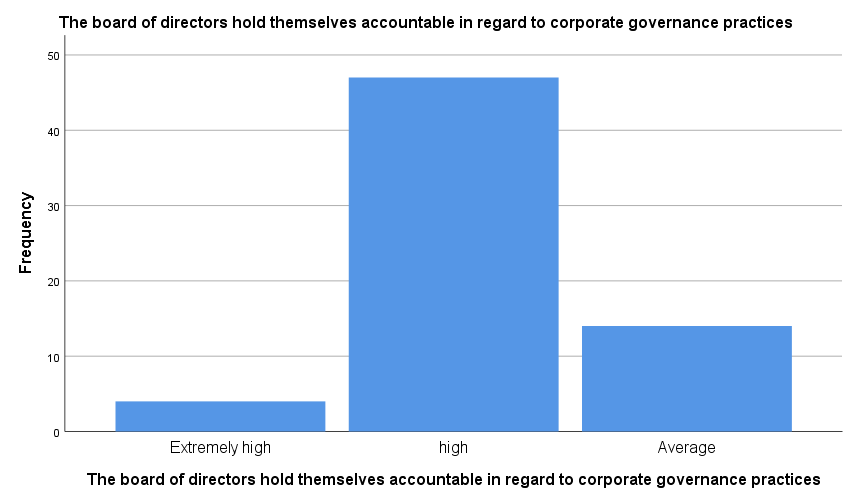 The board of directors hold themselves accountable in regard to corporate governance practices
50
40
30
20
10
0
Frequency
Extremely high
high
Average
The board of directors hold themselves accountable in regard to corporate governance practices